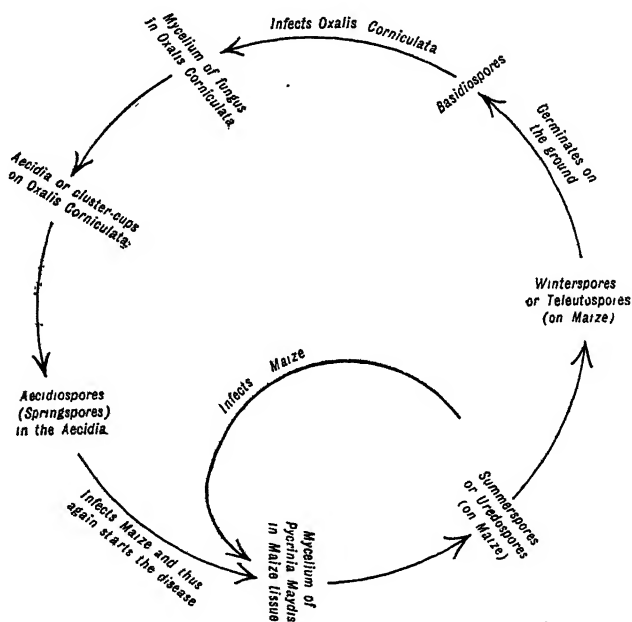 Infects Oxalis Corniculata
Mycelium of fungus
In Oxalis Corniculata
Basidiospores
Germinates on
the ground
Aecidia or cluster-cups
on Oxalis Corniculata
Winterspores
or Teleutospores
(on Maize)
Aecidiospores
(Springspores)
in the Aecidia
Infects Maize
Summerspores
or Uredospores
(on Maize)
Infects Maize and thus
again starts the disease
Mycelium of
Pycrinia Maydis
in Maize tissue